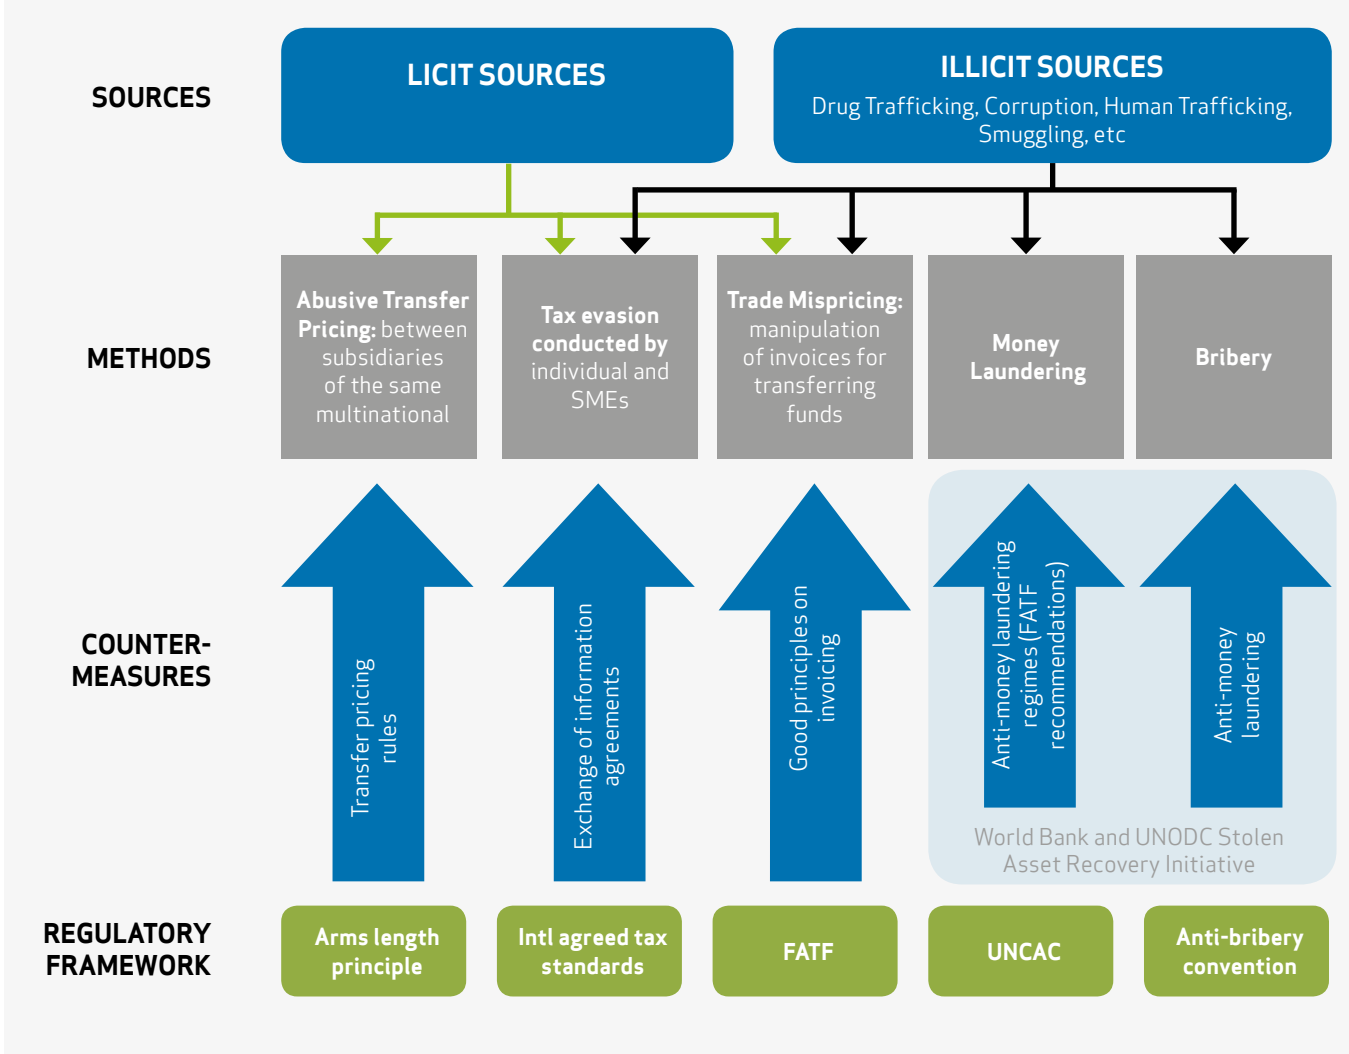 SOURCES
LICIT SOURCES
ILLICIT SOURCES
Drug Trafficking, Corruption, Human Trafficking,
Smuggling, etc
METHODS
Abusive Transfer
Pricing: between
subsidiaries
of the same
multinational
Tax evasion
conducted by
individual and
SMEs
Trade Mispricing:
manipulation
of invoices for
transferring
funds
Money
Laundering
Bribery
COUNTER-
MEASURES
Transfer pricing
rules
Exchange of information
agreements
Good principles on
invoicing
Anti-money laundering
regimes (FATF
recommendations)
Anti-money
laundering
World Bank and UNODC Stolen
Asset Recovery Initiative
REGULATORY
FRAMEWORK
Arms length
principle
Intl agreed tax
standards
FATF
UNCAC
Anti-bribery
convention